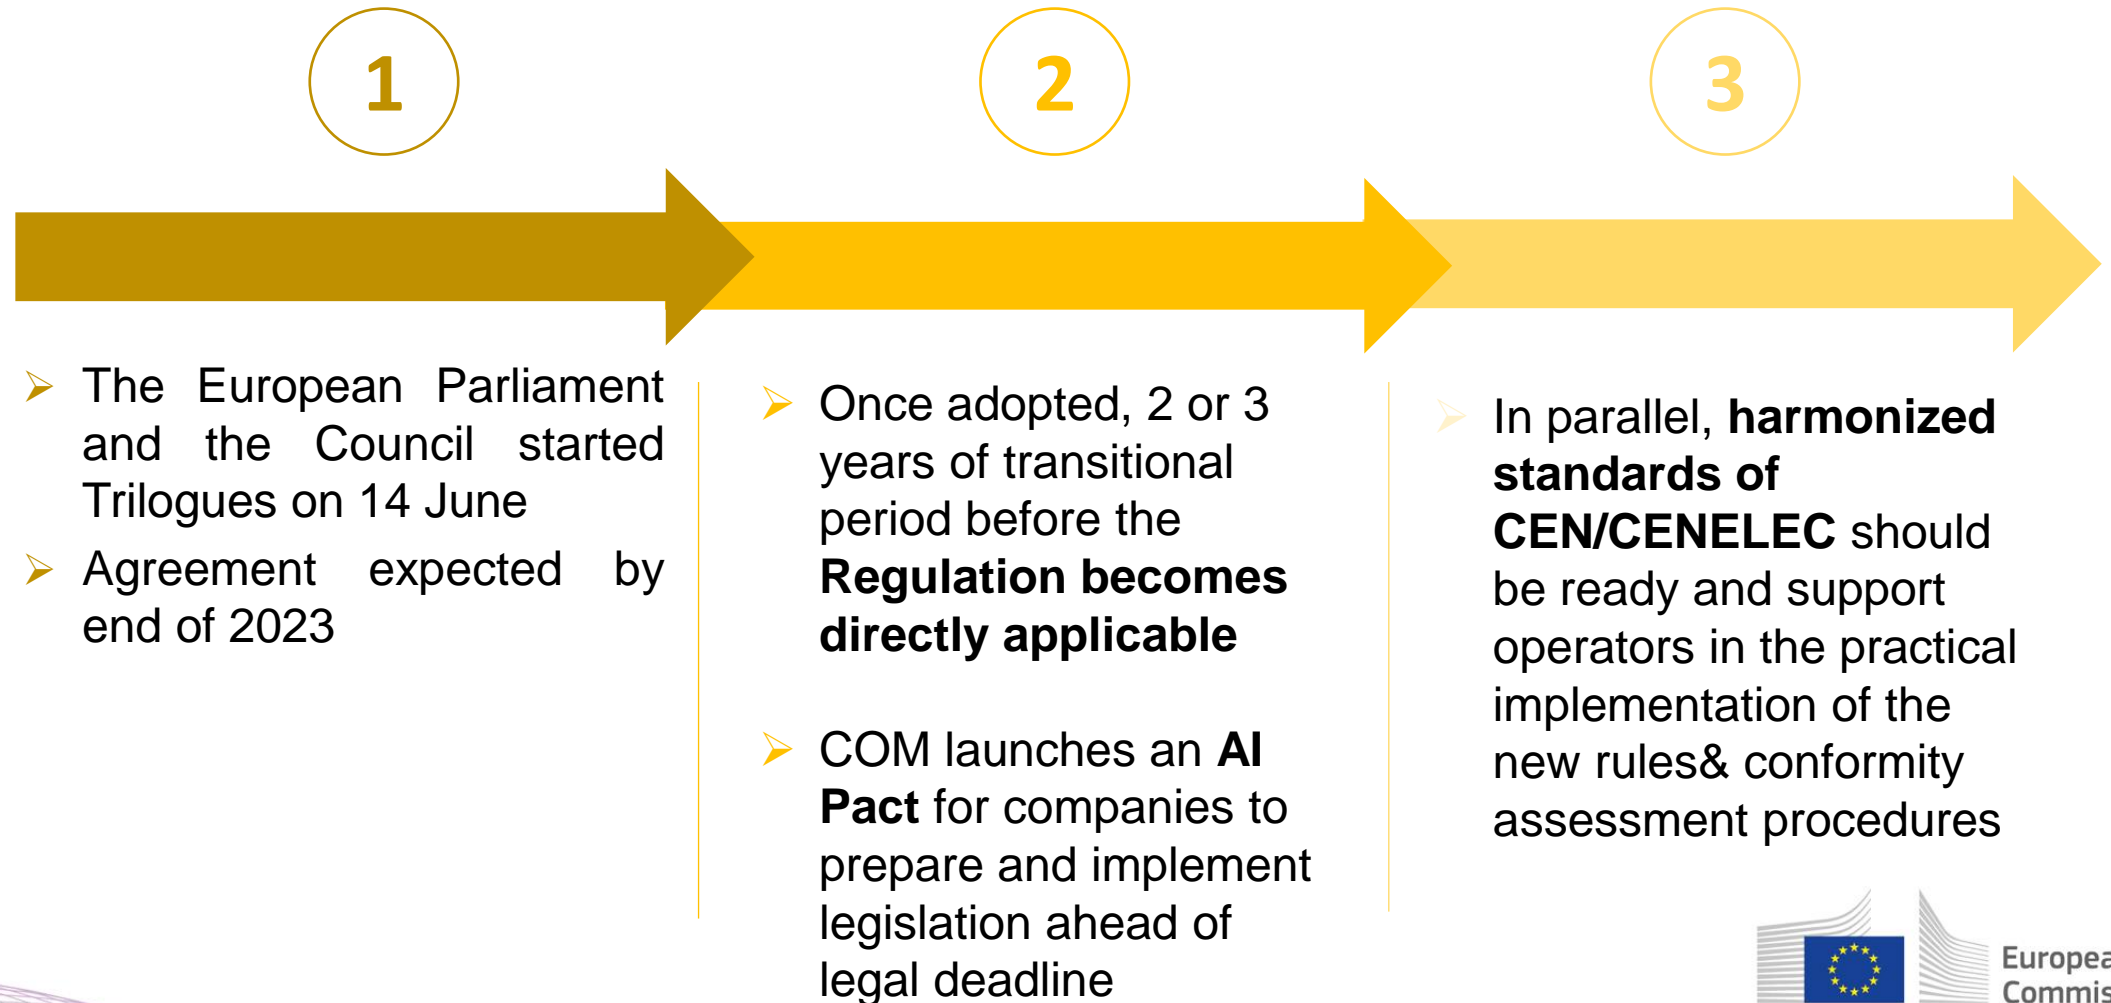 1
2
3
The European Parliament
and the Council started
Trilogues on 14 June
Agreement expected by
end of 2023
Once adopted, 2 or 3
years of transitional
period before the
Regulation becomes
directly applicable
COM launches an AI
Pact for companies to
prepare and implement
legislation ahead of
legal deadline
In parallel, harmonized
standards of
CEN/CENELEC should
be ready and support
operators in the practical
implementation of the
new rules& conformity
assessment procedures